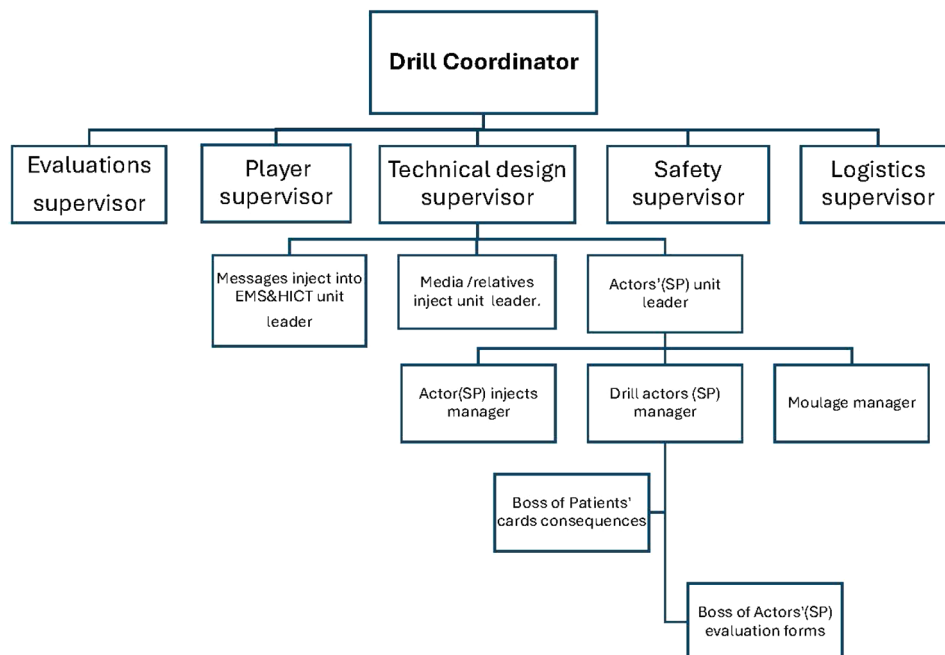 Drill Coordinator
Evaluations
supervisor
Player
supervisor
Technical design
supervisor
Safety
supervisor
Logistics
supervisor
Messages inject into
EMS&HICT unit
leader
Media /relatives
inject unit leader.
Actors'(SP) unit
leader
Actor(SP) injects
manager
Drill actors (SP)
manager
Moulage manager
Boss of Patients'
cards consequences
Boss of Actors'(SP)
evaluation forms